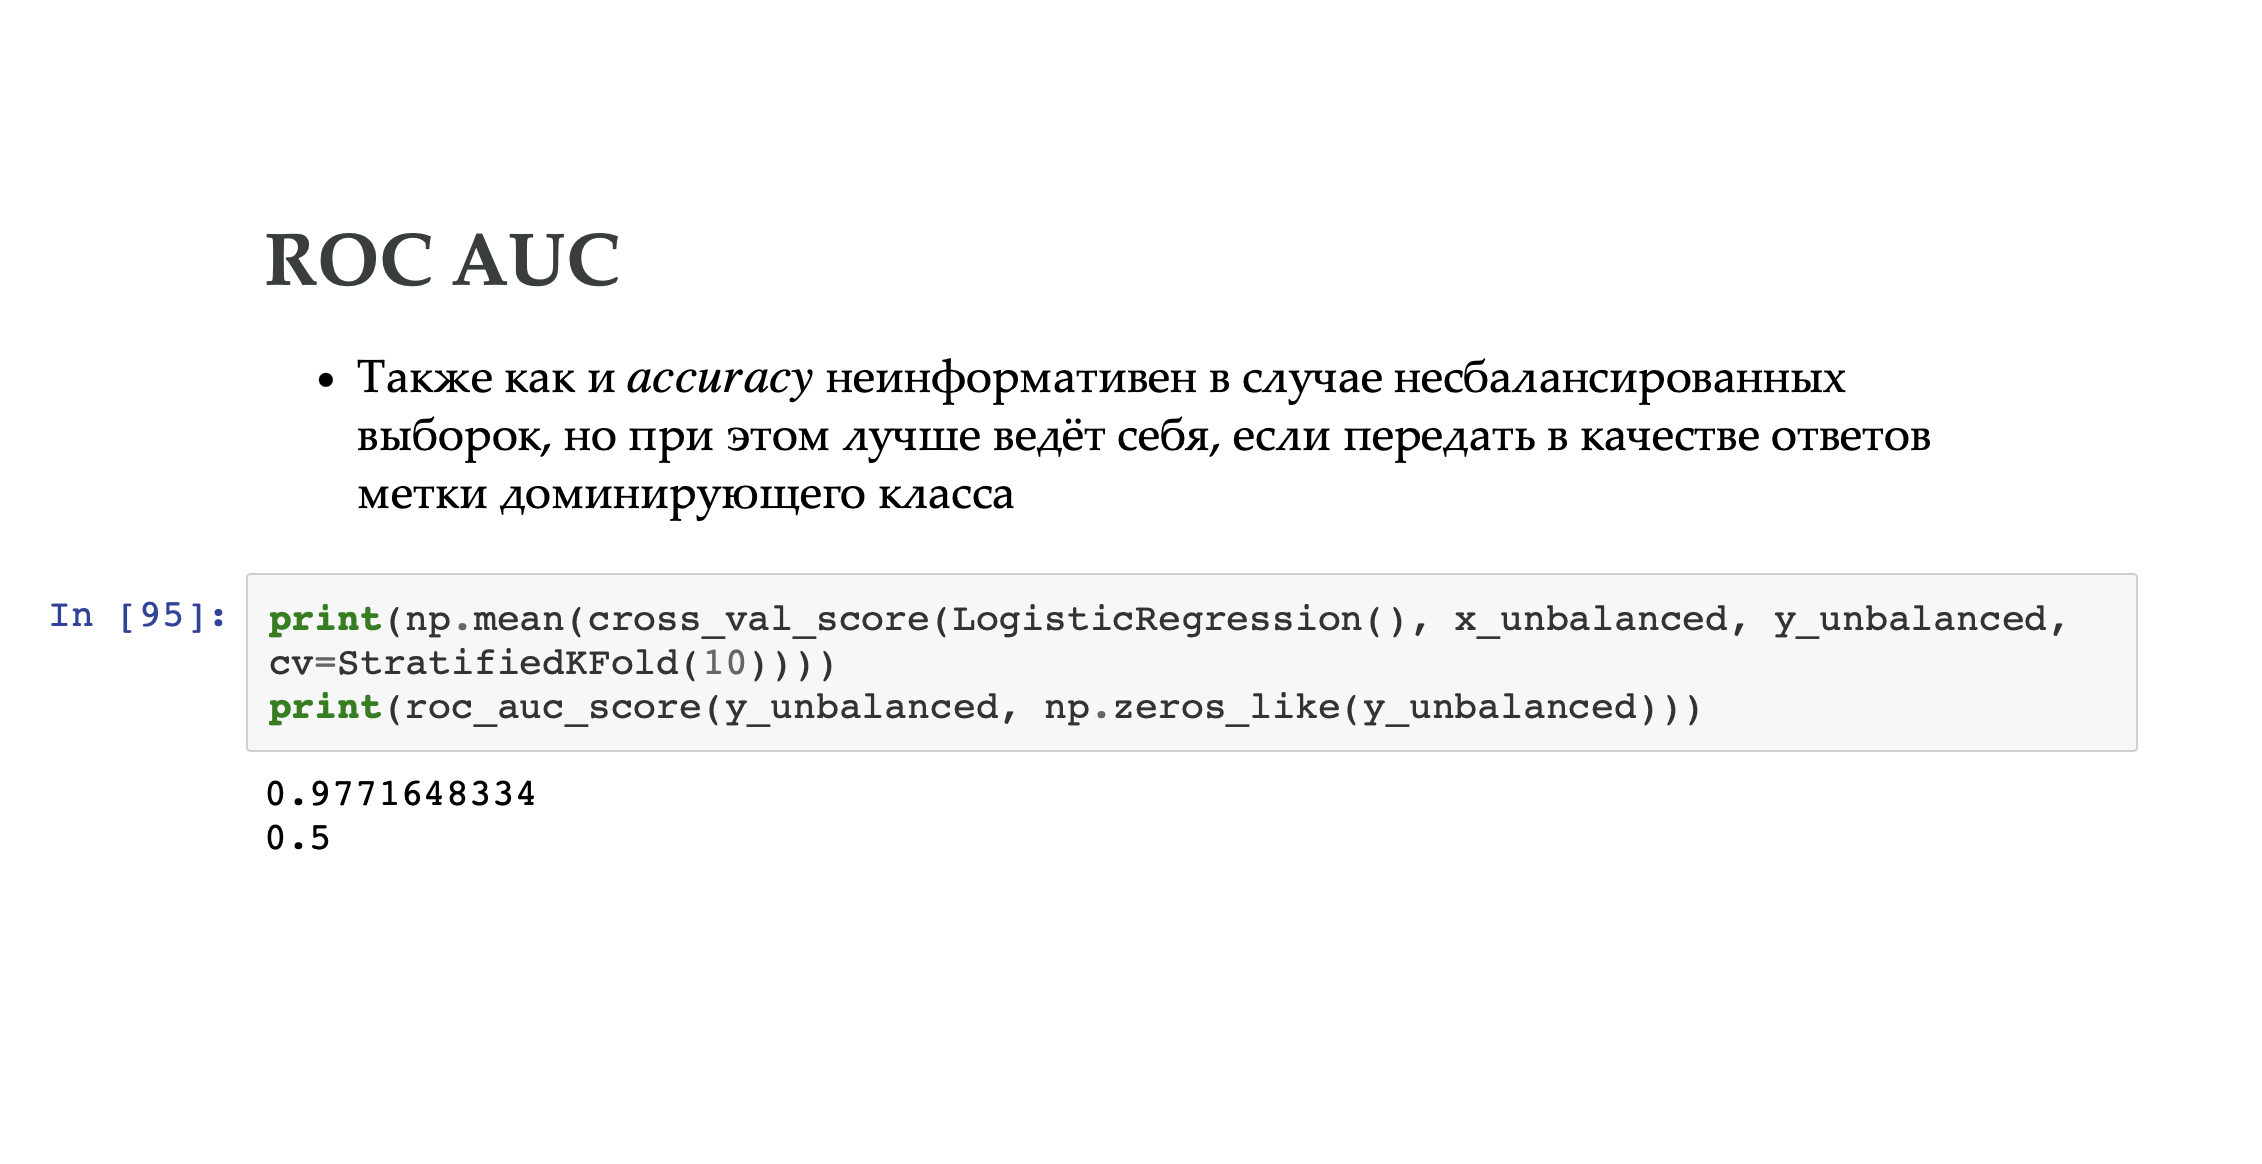 ROC AUC
• Также как и accuracy неинформативен в случае несбалансированных
выборок, но при этом лучше ведёт себя, если передать в качестве ответов
метки доминирующего класса
In [95]:
print(np.mean(cross_val_score(LogisticRegression(), x_unbalanced, y_unbalanced,
cv=StratifiedKFold(10))))
print(roc_auc_score(y_unbalanced, np.zeros_like(y_unbalanced)))
0.9771648334
0.5